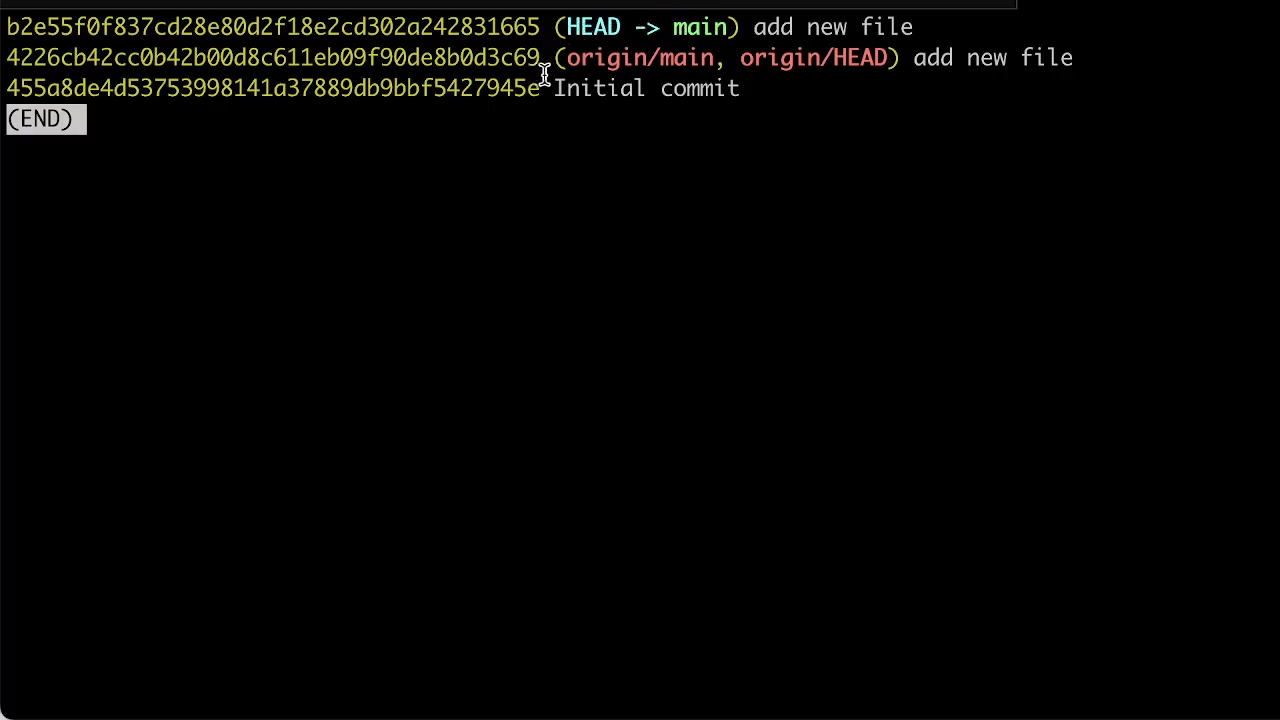 b2e55f0f837cd28e80d2f18e2cd302a242831665 (HEAD -> main) add new file
4226cb42cc0b42b00d8c611eb09f90de8b0d3c69 (origin/main, origin/HEAD) add new file
455a8de4d53753998141a37889db9bbf5427945e Initial commit
(END)